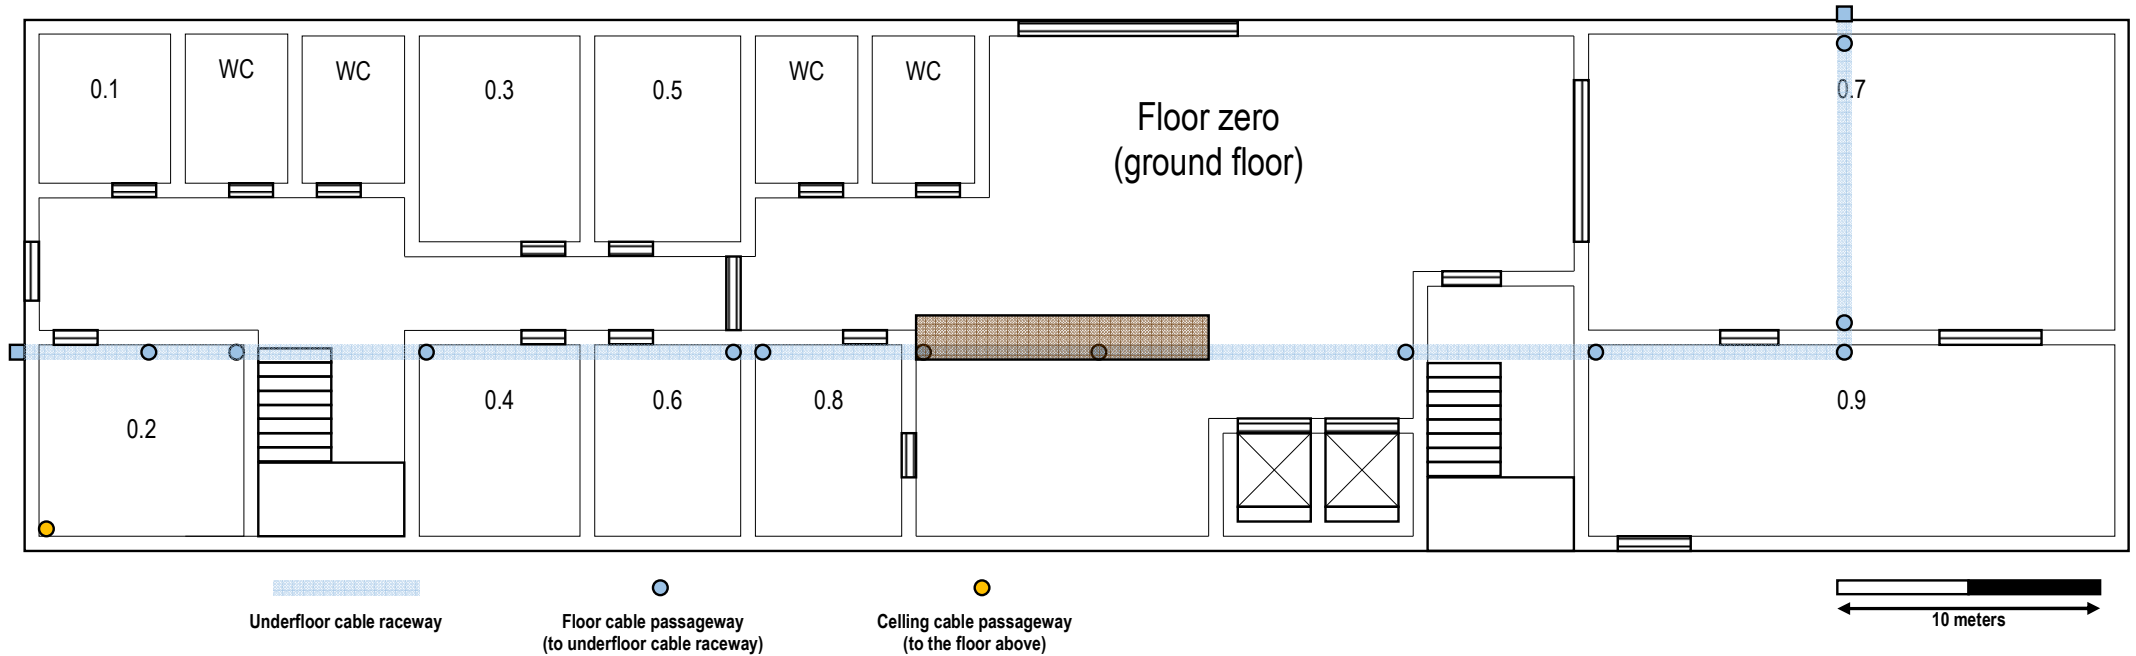 0.1
WC
WC
0.3
0.5
WC
WC
Floor zero
(ground floor)
0.7
0.2
0.4
0.6
0.8
0.9
Underfloor cable raceway
Floor cable passageway
(to underfloor cable raceway)
Celling cable passageway
(to the floor above)
10 meters